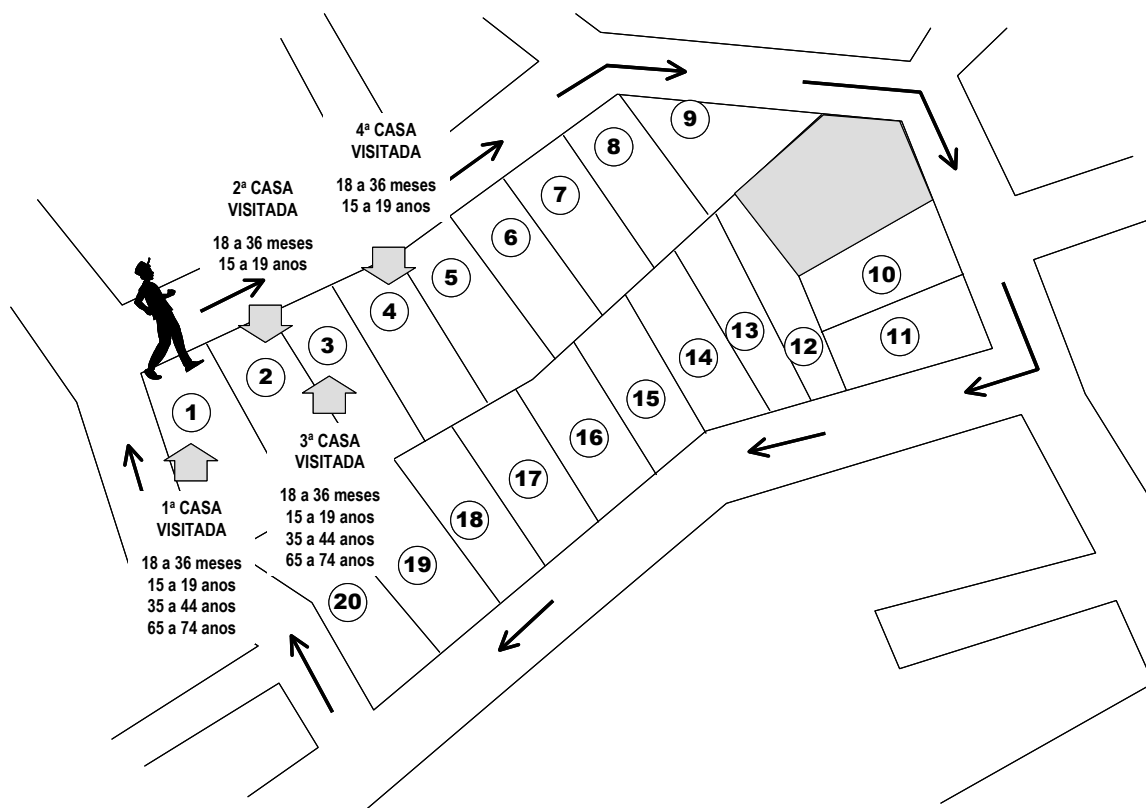 1ª CASA
VISITADA
18 a 36 meses
15 a 19 anos
35 a 44 anos
65 a 74 anos
2ª CASA
VISITADA
18 a 36 meses
15 a 19 anos
3ª CASA
VISITADA
18 a 36 meses
15 a 19 anos
35 a 44 anos
65 a 74 anos
4ª CASA
VISITADA
18 a 36 meses
15 a 19 anos
1
2
3
4
5
6
7
8
9
10
11
12
13
14
15
16
17
18
19
20